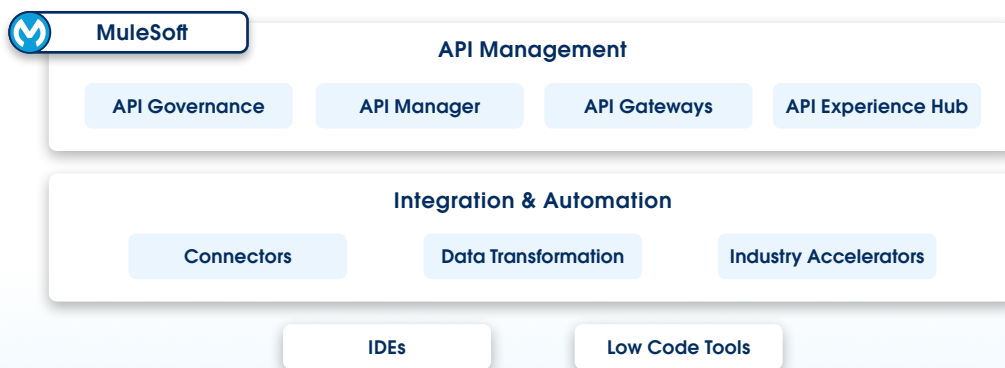 MuleSoft
API Management
API Governance API Manager API Gateways API Experience Hub
Integration & Automation
Connectors Data Transformation Industry Accelerators
IDEs Low Code Tools